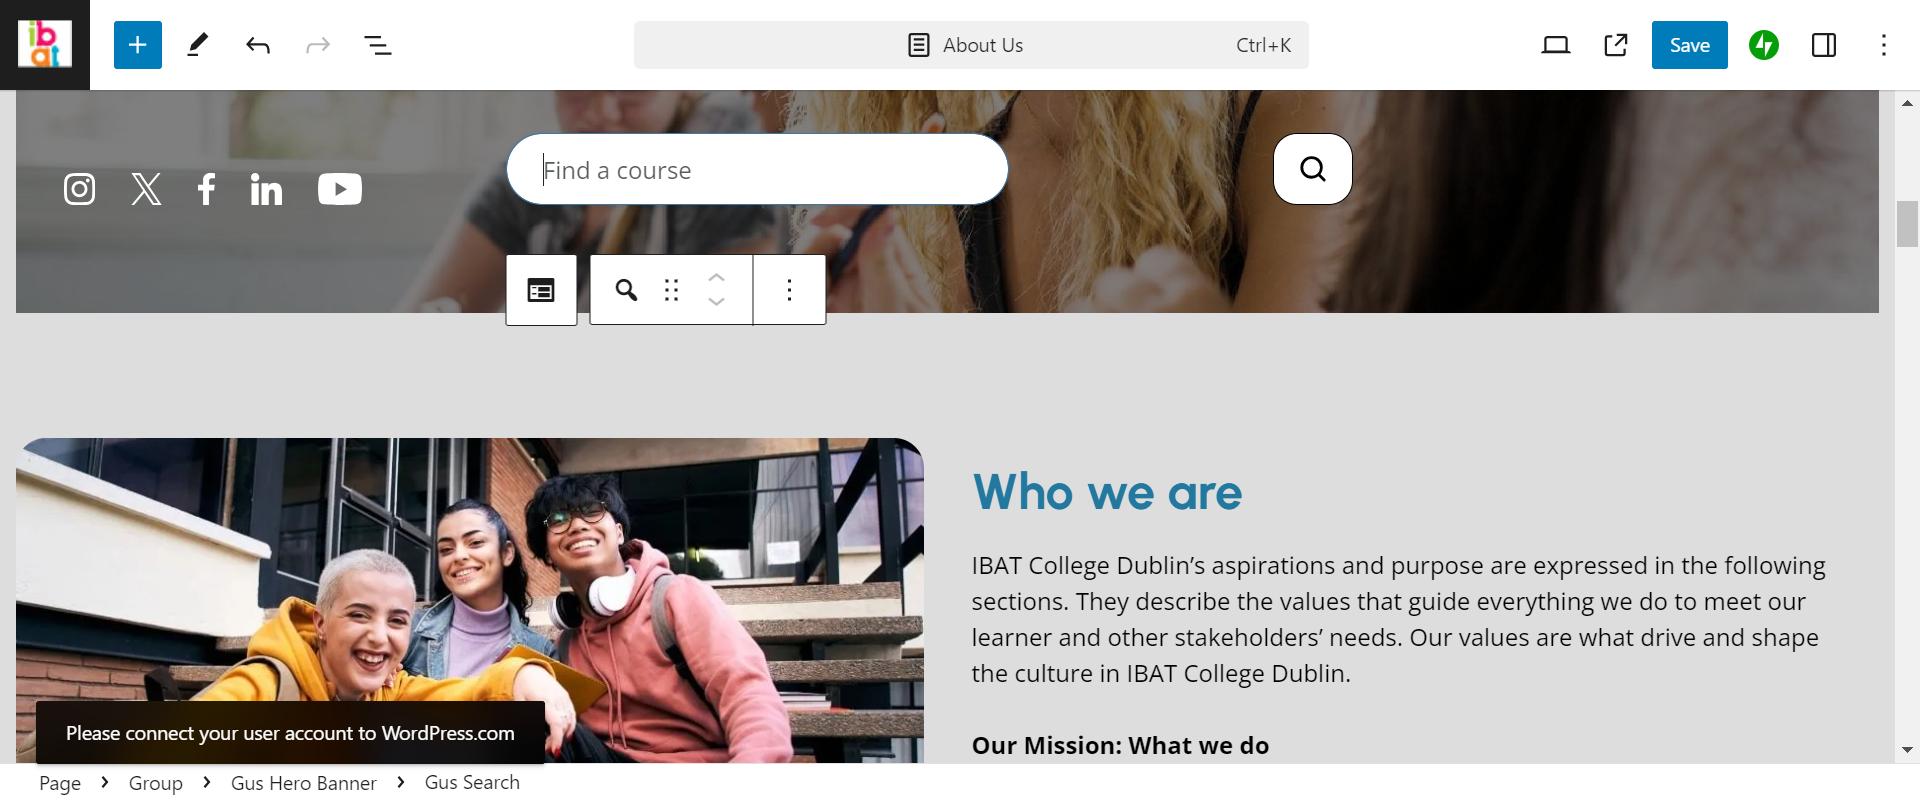 ib
at
About Us
Ctrl+K
Save
Find a course
Who we are
IBAT College Dublin’s aspirations and purpose are expressed in the following
sections. They describe the values that guide everything we do to meet our
learner and other stakeholders’ needs. Our values are what drive and shape
the culture in IBAT College Dublin.
Our Mission: What we do
Please connect your user account to WordPress.com
Page > Group > Gus Hero Banner > Gus Search